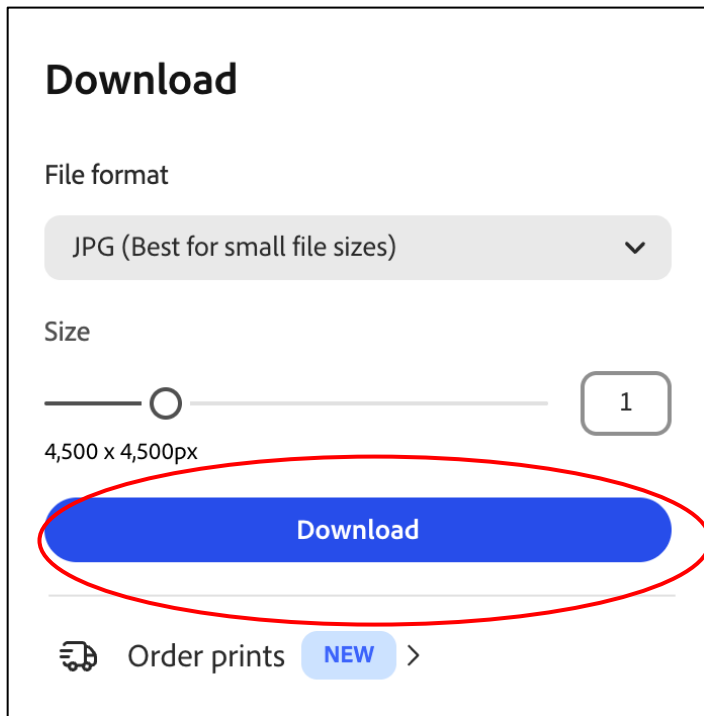 Download
File format
JPG (Best for small file sizes)
Size
1
4,500 x 4,500px
Download
Order prints NEW